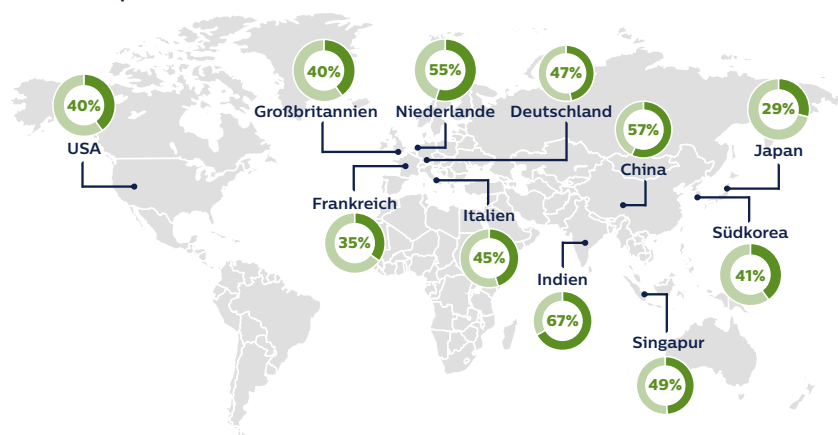 40%
USA
40%
Großbritannien
55%
Niederlande
47%
Deutschland
57%
China
29%
Japan
Frankreich
35%
Italien
45%
Indien
67%
Südkorea
41%
Singapur
49%